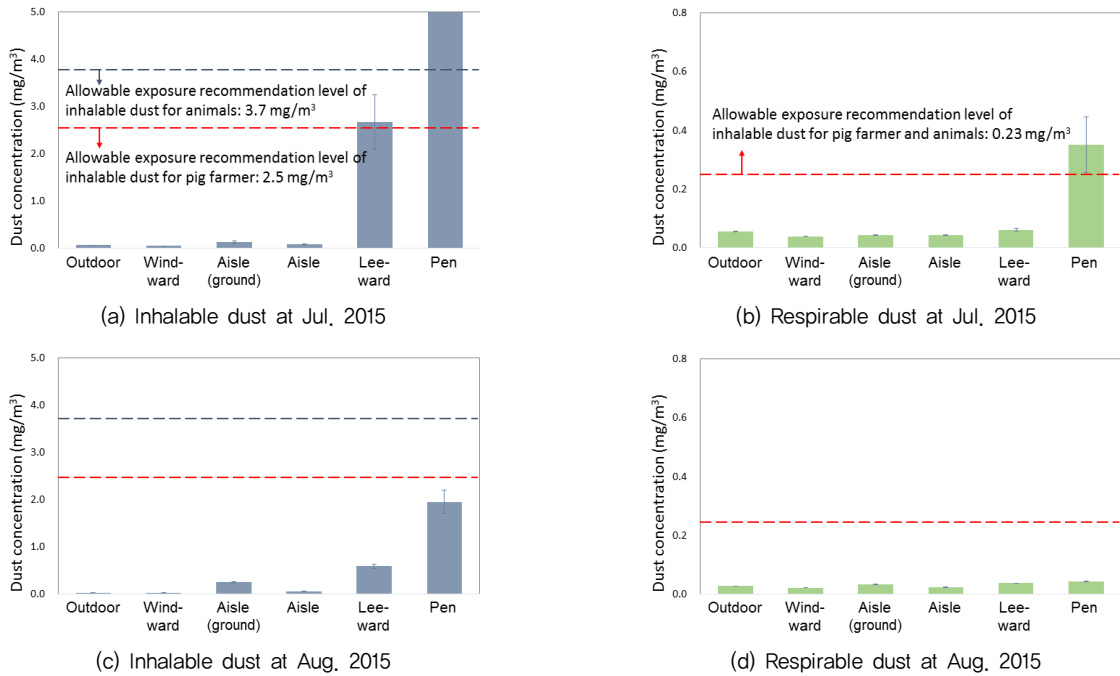 Dust concentration (mg/m³)
5.0
4.0
3.0
2.0
1.0
0.0
Allowable exposure recommendation level of
inhalable dust for animals: 3.7 mg/m³
Allowable exposure recommendation level of
inhalable dust for pig farmer: 2.5 mg/m³
Outdoor
Wind-
ward
Aisle
(ground)
Aisle
Lee-
ward
Pen
(a) Inhalable dust at Jul. 2015
Dust concentration (mg/m³)
0.8
0.6
0.4
0.2
0.0
Allowable exposure recommendation level of
inhalable dust for pig farmer and animals: 0.23 mg/m³
Outdoor
Wind-
ward
Aisle
(ground)
Aisle
Lee-
ward
Pen
(b) Respirable dust at Jul. 2015
Dust concentration (mg/m³)
5.0
4.0
3.0
2.0
1.0
0.0
Outdoor
Wind-
ward
Aisle
(ground)
Aisle
Lee-
ward
Pen
(c) Inhalable dust at Aug. 2015
Dust concentration (mg/m³)
0.8
0.6
0.4
0.2
0.0
Outdoor
Wind-
ward
Aisle
(ground)
Aisle
Lee-
ward
Pen
(d) Respirable dust at Aug. 2015